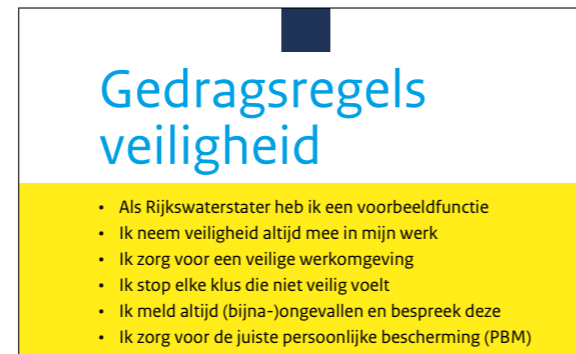 Gedragsregels
veiligheid
• Als Rijkswaterstater heb ik een voorbeeldfunctie
• Ik neem veiligheid altijd mee in mijn werk
• Ik zorg voor een veilige werkomgeving
• Ik stop elke klus die niet veilig voelt
• Ik meld altijd (bijna-)ongevallen en bespreek deze
• Ik zorg voor de juiste persoonlijke bescherming (PBM)